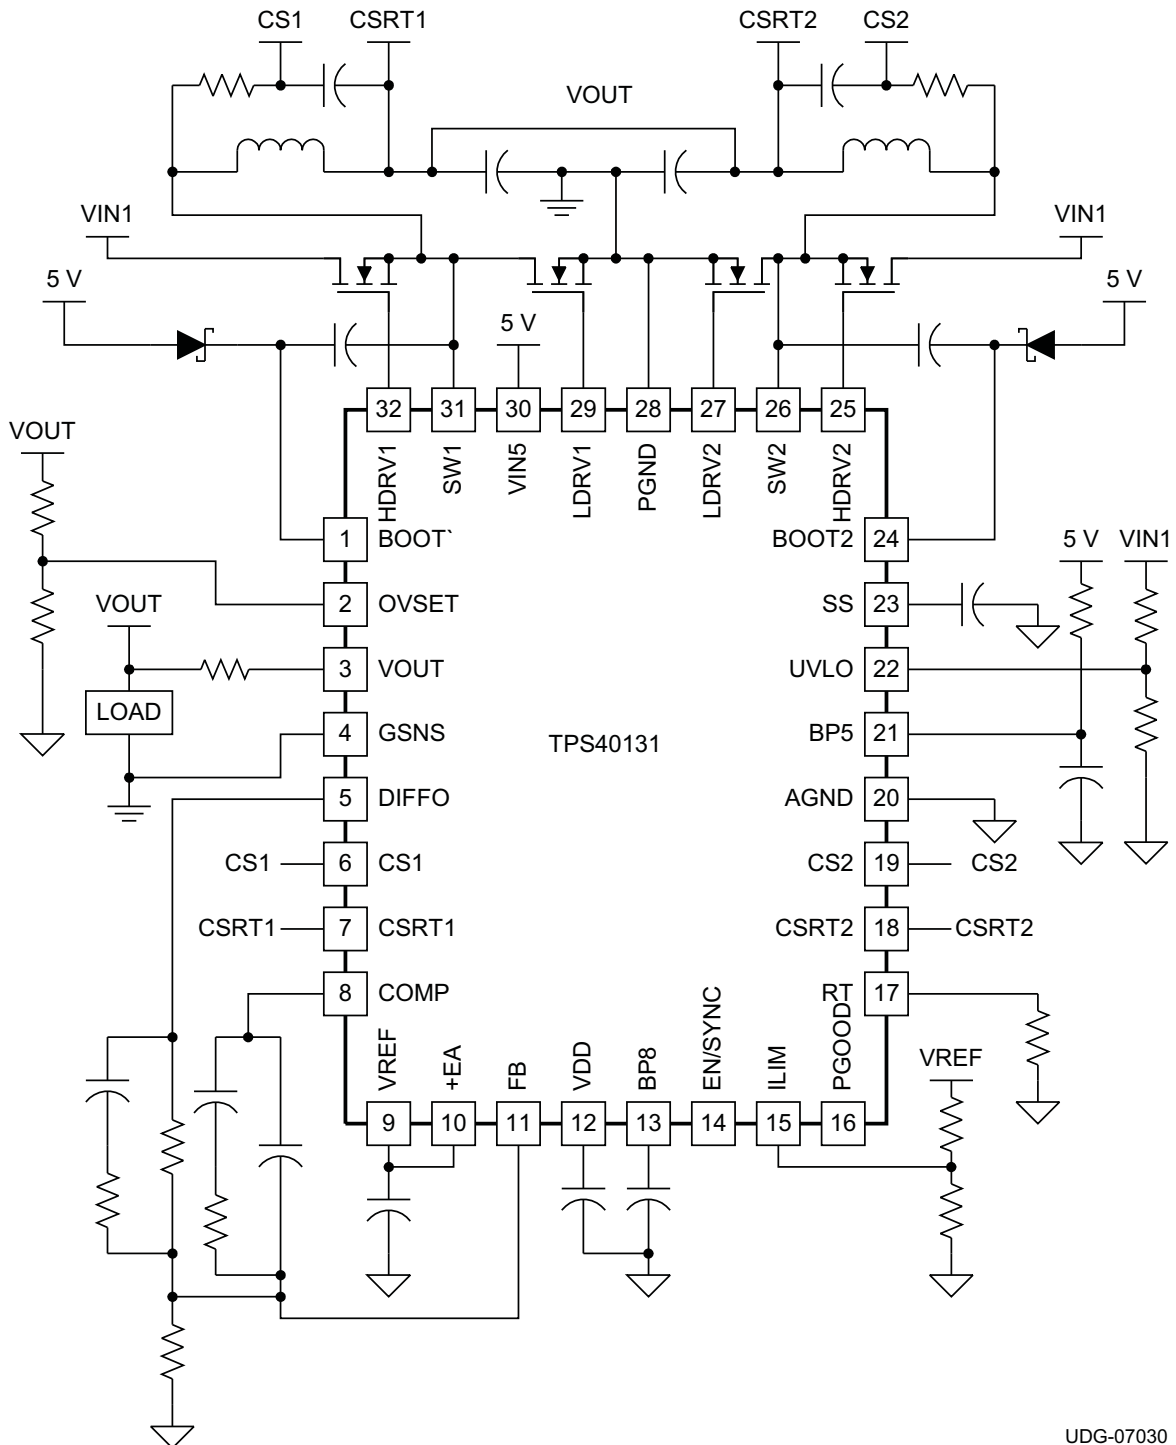 CS1 CSRT1 CSRT2 CS2
VOUT
VIN1 VIN1
5 V 5 V
5 V
32 31 30 29 28 27 26 25
HDRV1 SW1 VIN5 LDRV1 PGND LDRV2 SW2 HDRV2
VOUT
1 BOOT` BOOT2 24
5 V VIN1
2 OVSET SS 23
VOUT
3 VOUT UVLO 22
LOAD
4 GSNS TPS40131 BP5 21
5 DIFFO AGND 20
CS1 6 CS1 CS2 19 CS2
CSRT1 7 CSRT1 CSRT2 18 CSRT2
8 COMP RT 17
VREF +EA FB VDD BP8 EN/SYNC ILIM PGOOD
VREF
9 10 11 12 13 14 15 16
UDG-07030